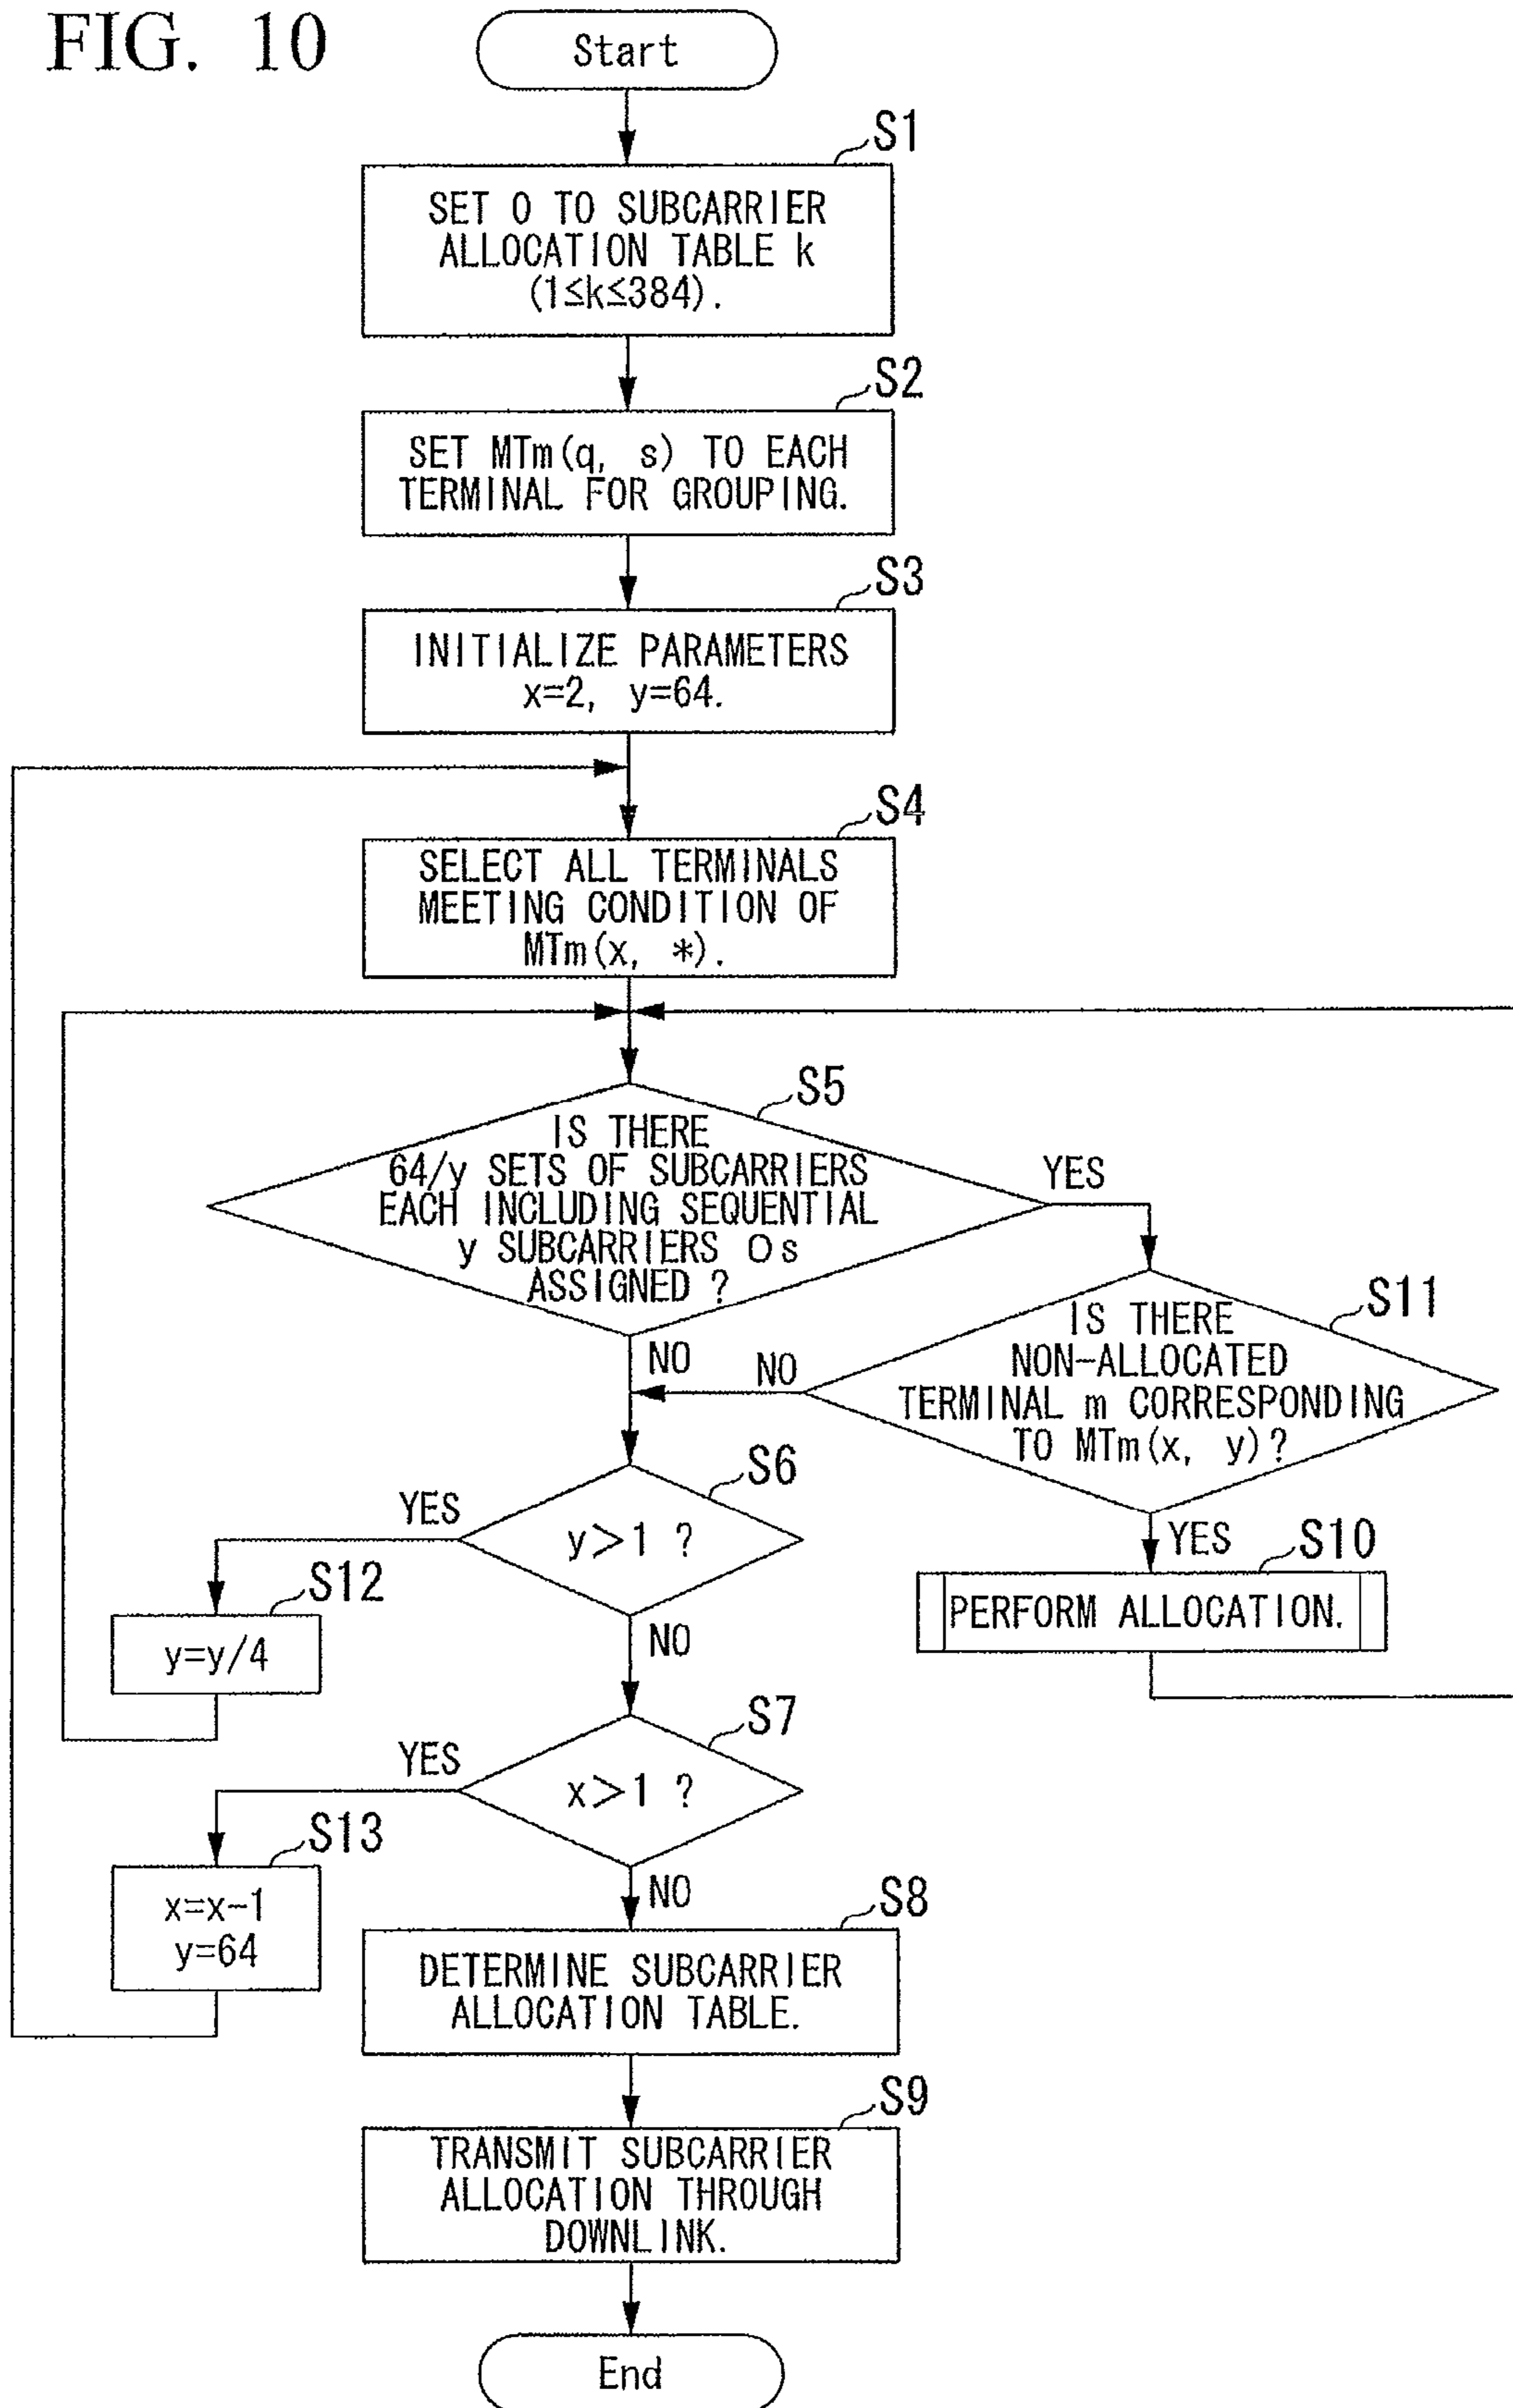 FIG. 10
Start
S1
SET 0 TO SUBCARRIER
ALLOCATION TABLE k
(1≤k≤384).
S2
SET MTm(q, s) TO EACH
TERMINAL FOR GROUPING.
S3
INITIALIZE PARAMETERS
x=2, y=64.
S4
SELECT ALL TERMINALS
MEETING CONDITION OF
MTm(x, *).
S5
IS THERE
64/y SETS OF SUBCARRIERS
EACH INCLUDING SEQUENTIAL
y SUBCARRIERS 0s
ASSIGNED ?
YES
NO
S11
IS THERE
NON-ALLOCATED
TERMINAL m CORRESPONDING
TO MTm(x, y)?
NO
YES
S10
PERFORM ALLOCATION.
S6
y>1 ?
YES
NO
S12
y=y/4
S7
x>1 ?
YES
NO
S13
x=x-1
y=64
S8
DETERMINE SUBCARRIER
ALLOCATION TABLE.
S9
TRANSMIT SUBCARRIER
ALLOCATION THROUGH
DOWNLINK.
End